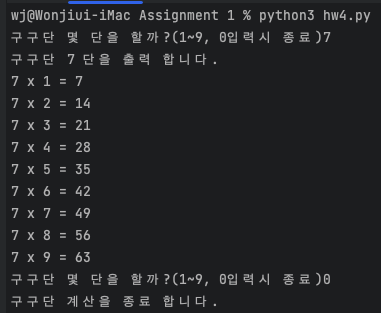 wj@Wonjiui-iMac Assignment 1 % python3 hw4.py
구구단 몇 단을 할까?(1~9, 0입력시 종료)7
구구단 7 단을 출력 합니다.
7 x 1 = 7
7 x 2 = 14
7 x 3 = 21
7 x 4 = 28
7 x 5 = 35
7 x 6 = 42
7 x 7 = 49
7 x 8 = 56
7 x 9 = 63
구구단 몇 단을 할까?(1~9, 0입력시 종료)0
구구단 계산을 종료 합니다.